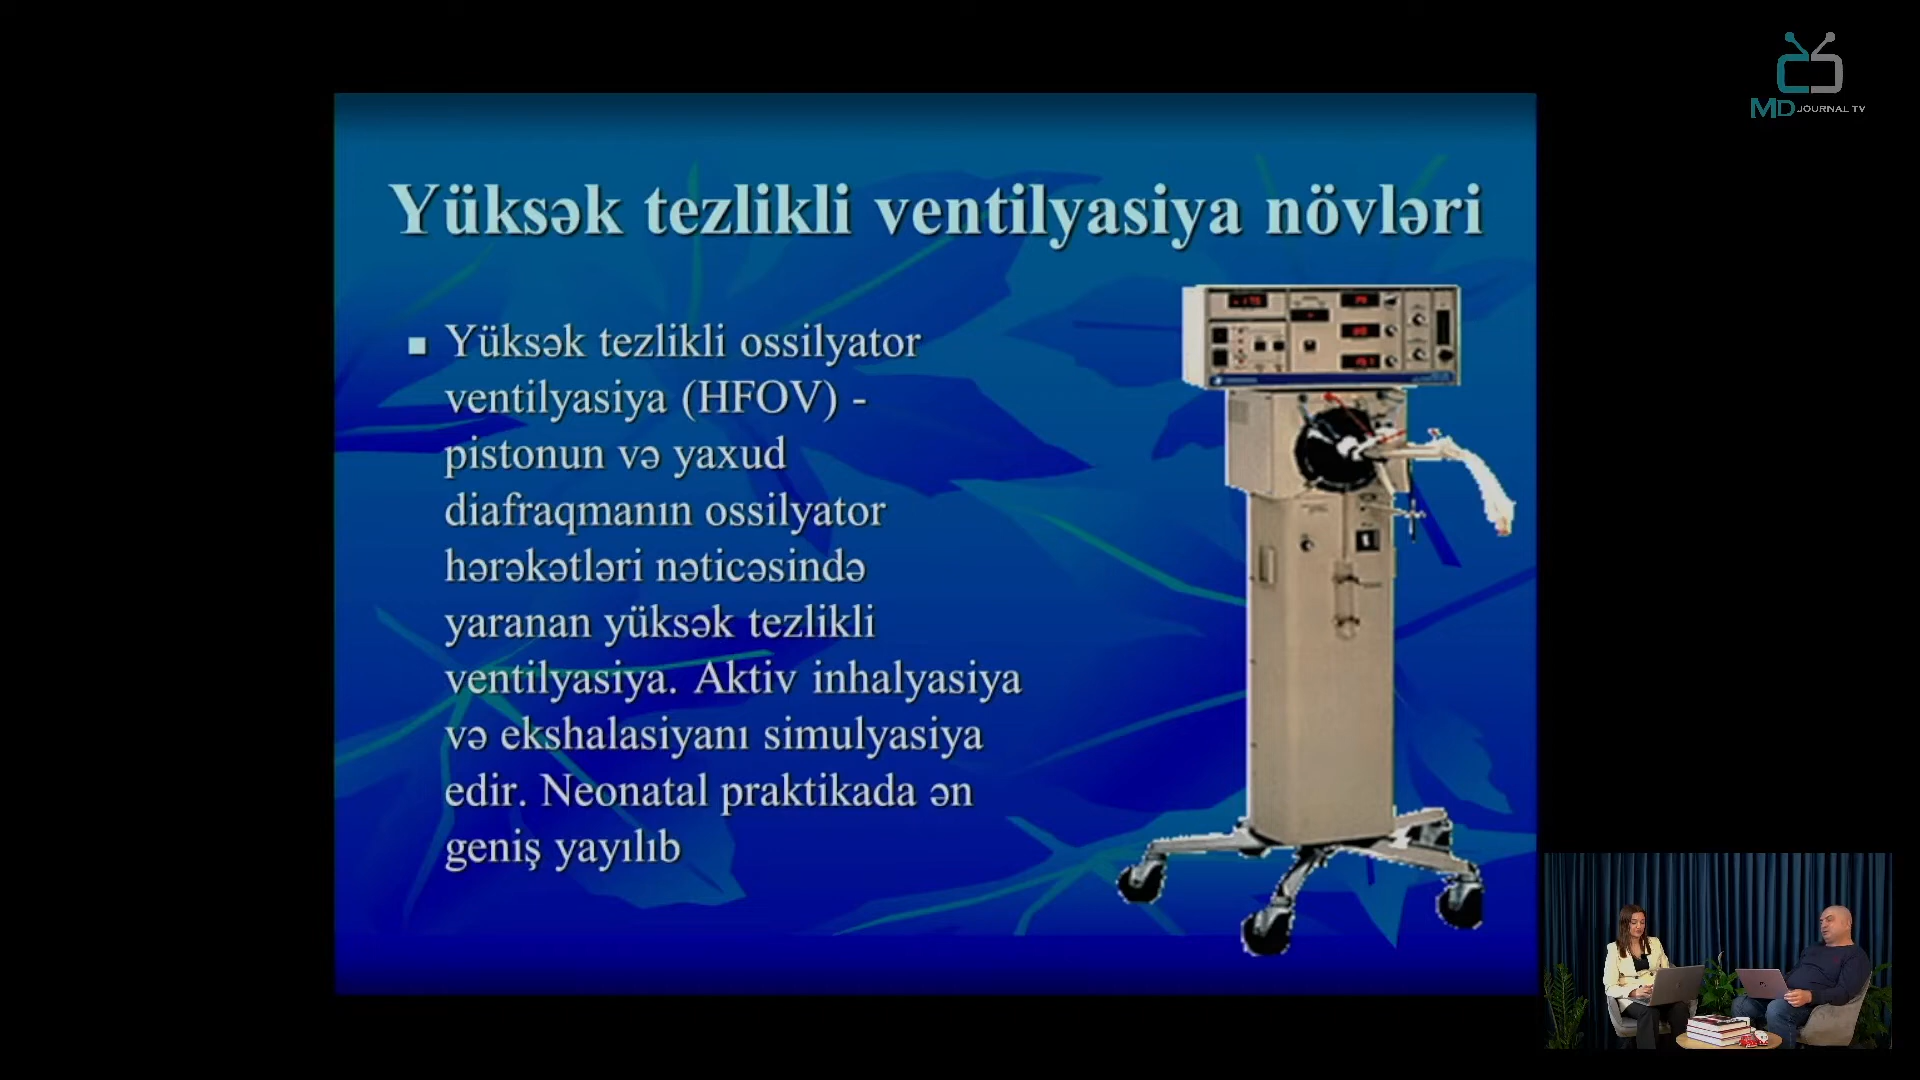 MD JOURNAL TV
Yüksək tezlikli ventilyasiya növləri
Yüksək tezlikli ossilyator
ventilyasiya (HFOV) -
pistonun və yaxud
diafraqmanın ossilyator
hərəkətləri nəticəsində
yaranan yüksək tezlikli
ventilyasiya. Aktiv inhalyasiya
və ekshalasiyanı simulyasiya
edir. Neonatal praktikada ən
geniş yayılıb